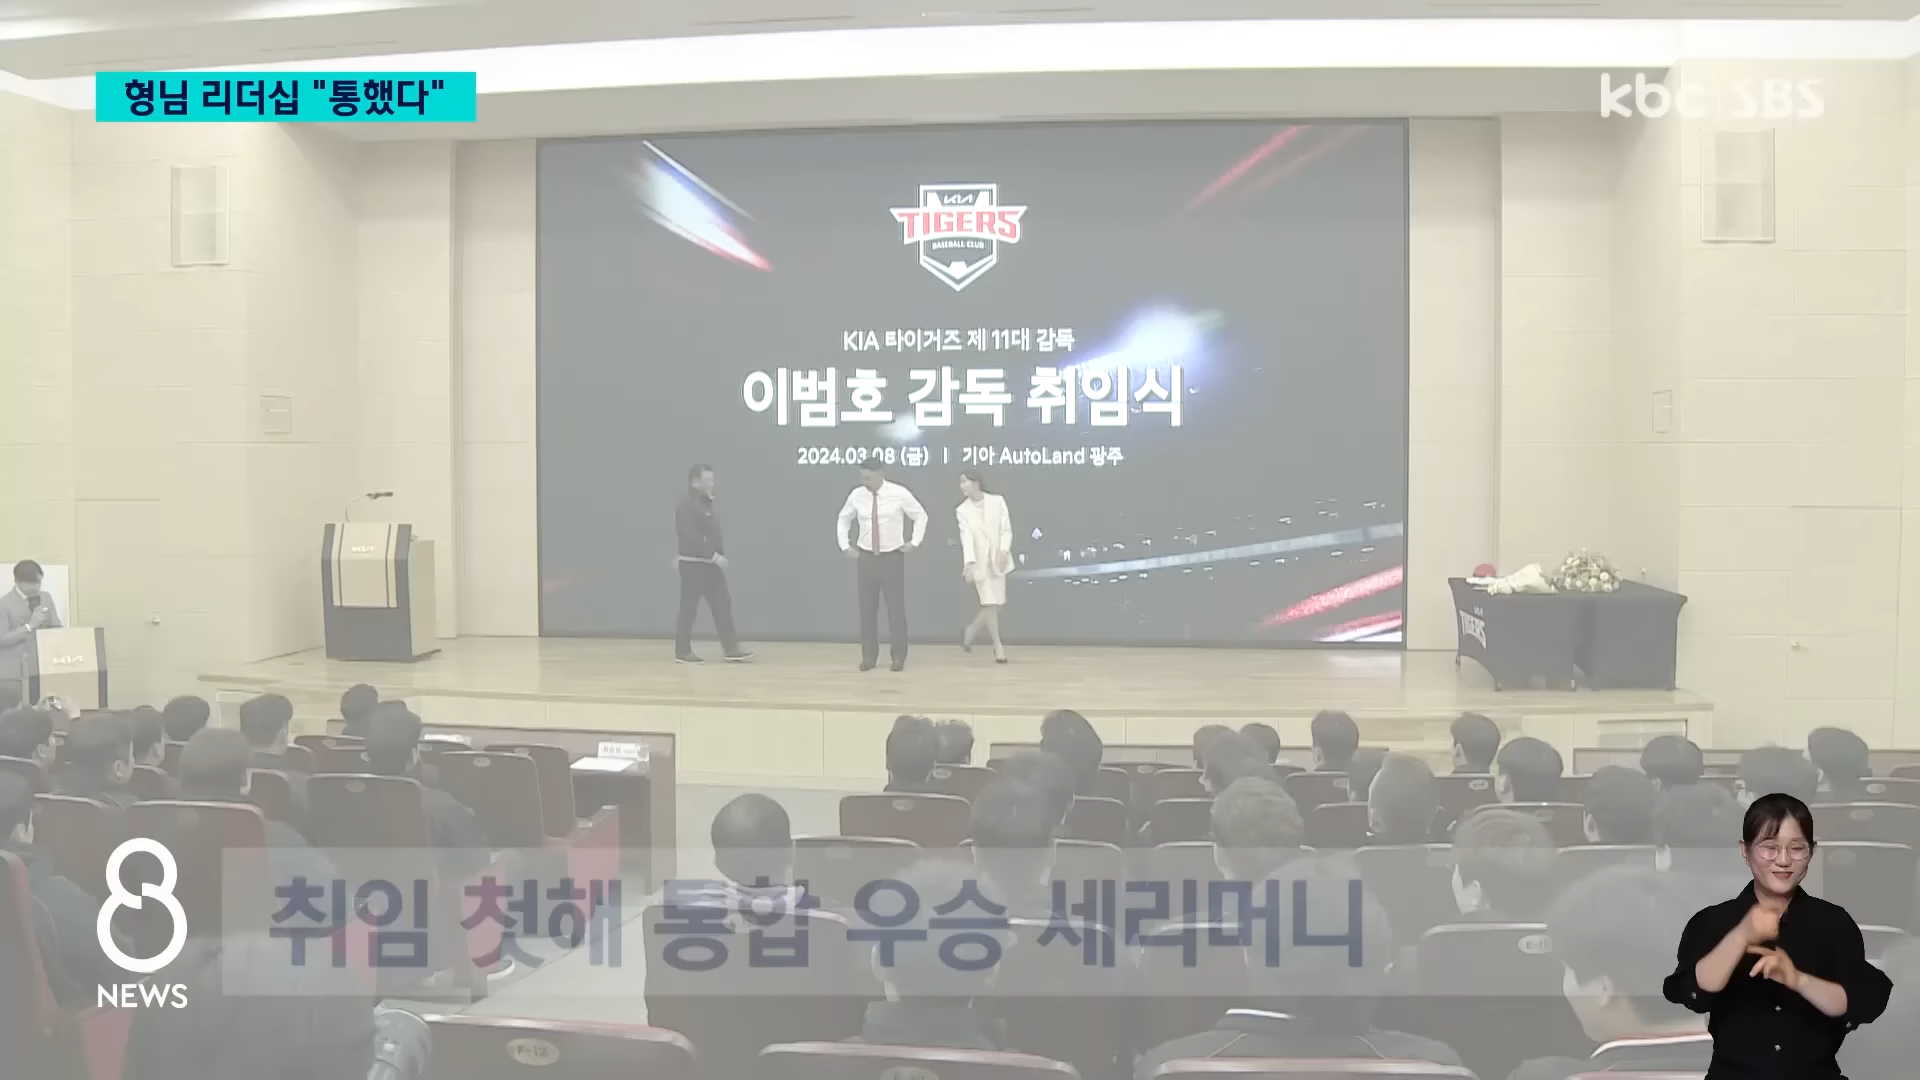 형님 리더십 "통했다"
kbc SBS
KIA
TIGERS
BASEBALL CLUB
KIA 타이거즈 제 11대 감독
이범호 감독 취임식
2024.03.08 (금) | 기아 AutoLand 광주
KIA
KIA
TIGERS
8
NEWS
취임 첫해 통합 우승 세리머니
F-12